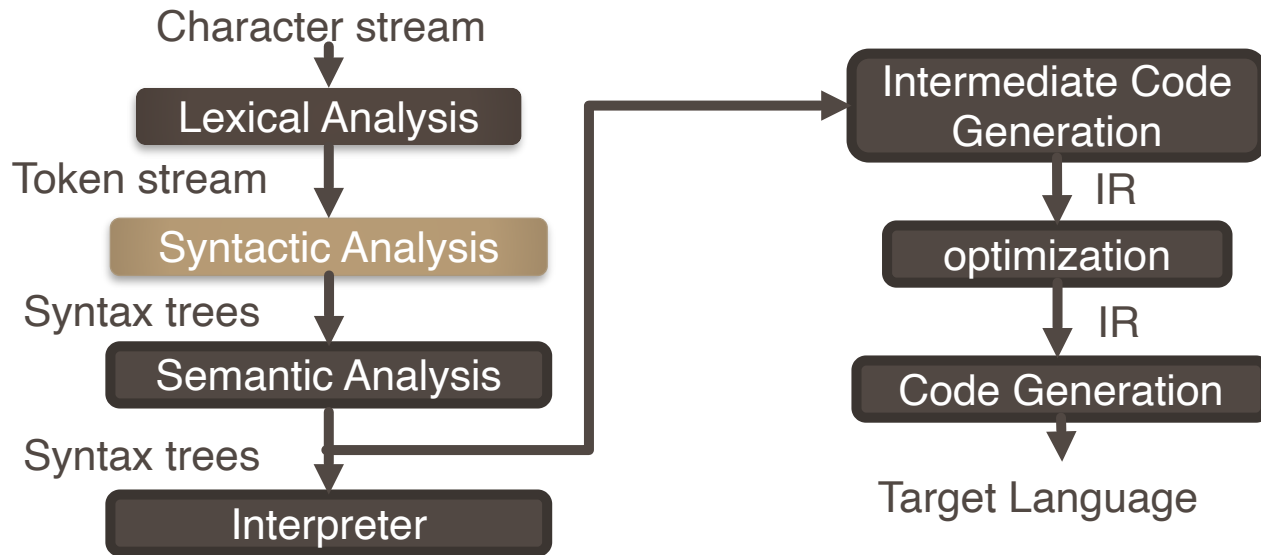 Character stream
Lexical Analysis
Token stream
Syntactic Analysis
Syntax trees
Semantic Analysis
Syntax trees
Interpreter
Intermediate Code
Generation
IR
optimization
IR
Code Generation
Target Language